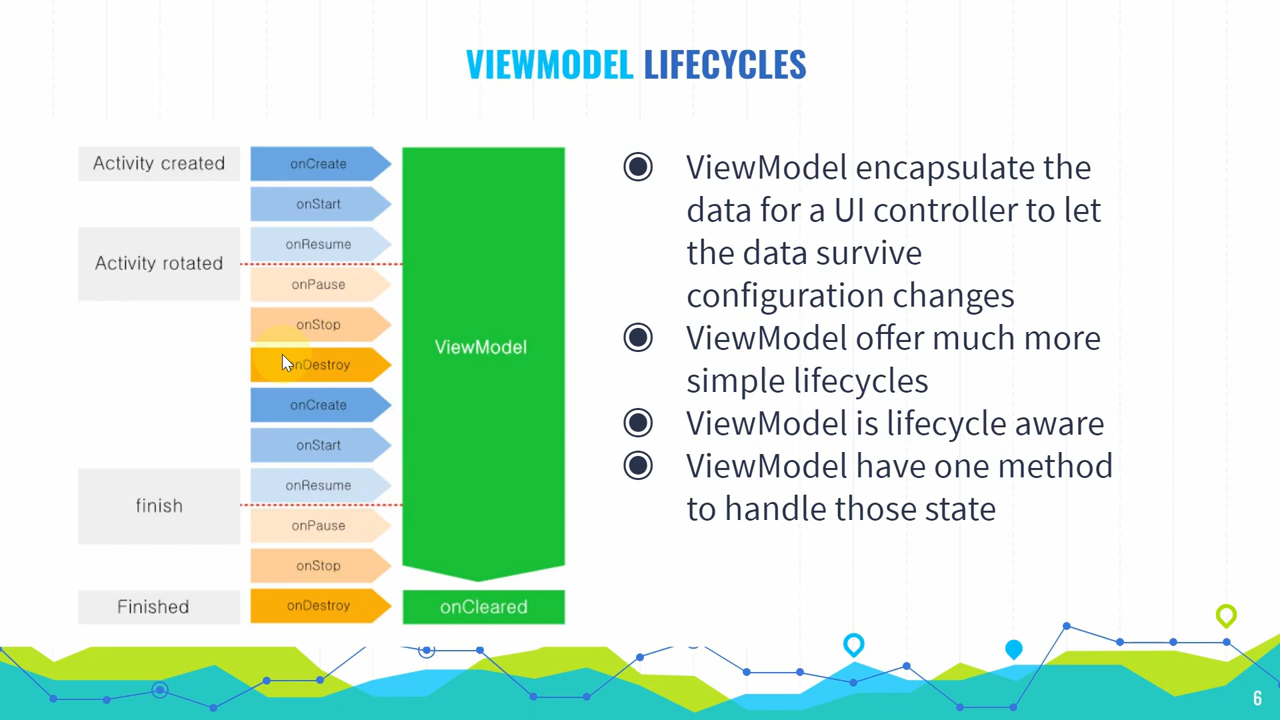 VIEWMODEL LIFECYCLES
Activity created
onCreate
onStart
onResume
Activity rotated
onPause
onStop
onDestroy
onCreate
onStart
onResume
finish
onPause
onStop
Finished
onDestroy
ViewModel
onCleared
ViewModel encapsulate the
data for a UI controller to let
the data survive
configuration changes
ViewModel offer much more
simple lifecycles
ViewModel is lifecycle aware
ViewModel have one method
to handle those state
6